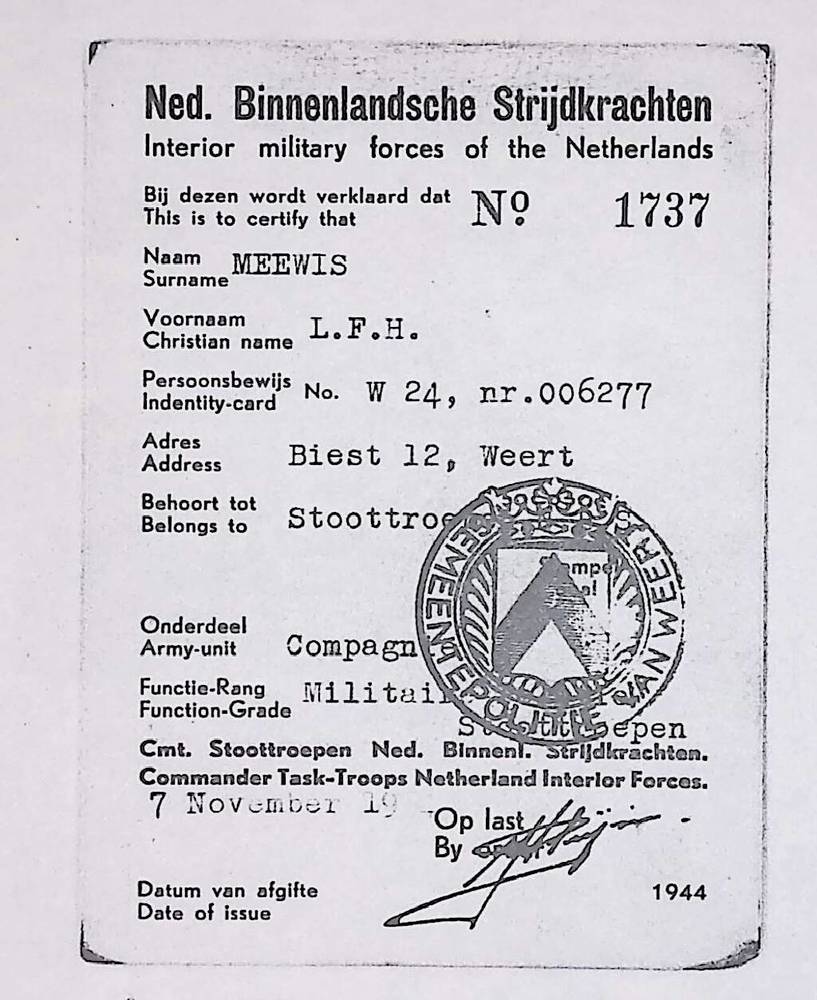 Ned. Binnenlandsche Strijdkrachten
Interior military forces of the Netherlands
Bij dezen wordt verklaard dat
This is to certify that
No 1737
Naam
Surname
MEEWIS
Voornaam
Christian name
L.F.H.
Persoonsbewijs
Indentity-card
No. W 24, nr.006277
Adres
Address
Biest 12, Weert
Behoort tot
Belongs to
GEMEENTEPOLITIE VAN WEERT
Onderdeel
Army-unit
Functie-Rang
Function-Grade
Cmt. Stoottroepen Ned. Binnenl. Strijdkrachten.
Commander Task-Troops Netherland Interior Forces.
7 November 19
Op last
By
Datum van afgifte
Date of issue
1944